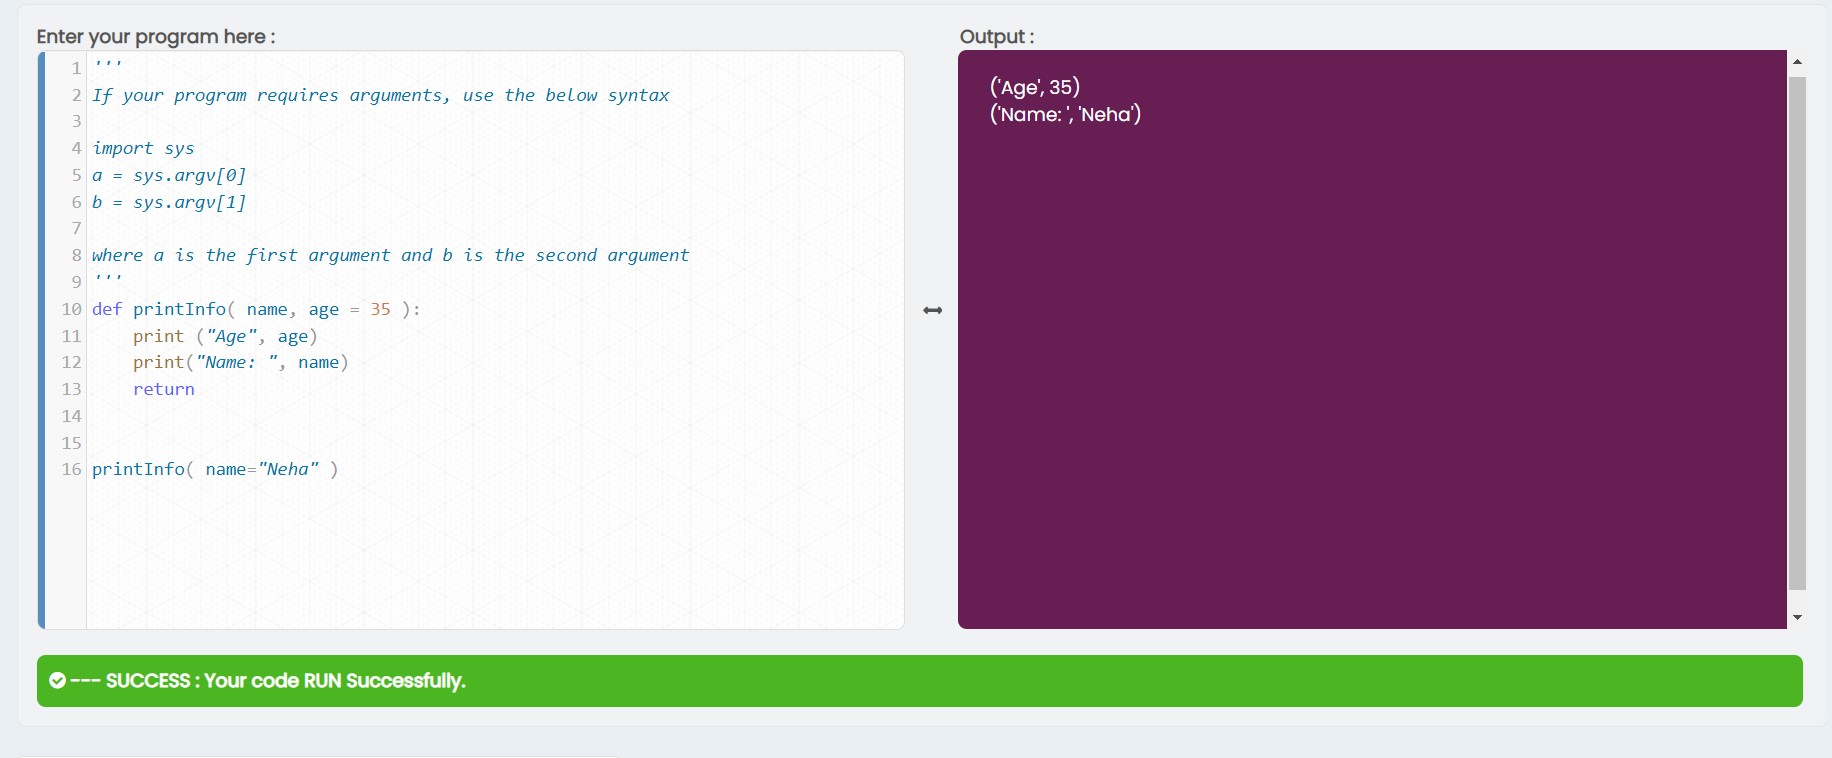 Enter your program here :
1 '''
2 If your program requires arguments, use the below syntax
3
4 import sys
5 a = sys.argv[0]
6 b = sys.argv[1]
7
8 where a is the first argument and b is the second argument
9 '''
10 def printInfo( name, age = 35 ):
11     print ("Age", age)
12     print("Name: ", name)
13     return
14
15
16 printInfo( name="Neha" )
Output :
('Age', 35)
('Name: ', 'Neha')
--- SUCCESS : Your code RUN Successfully.